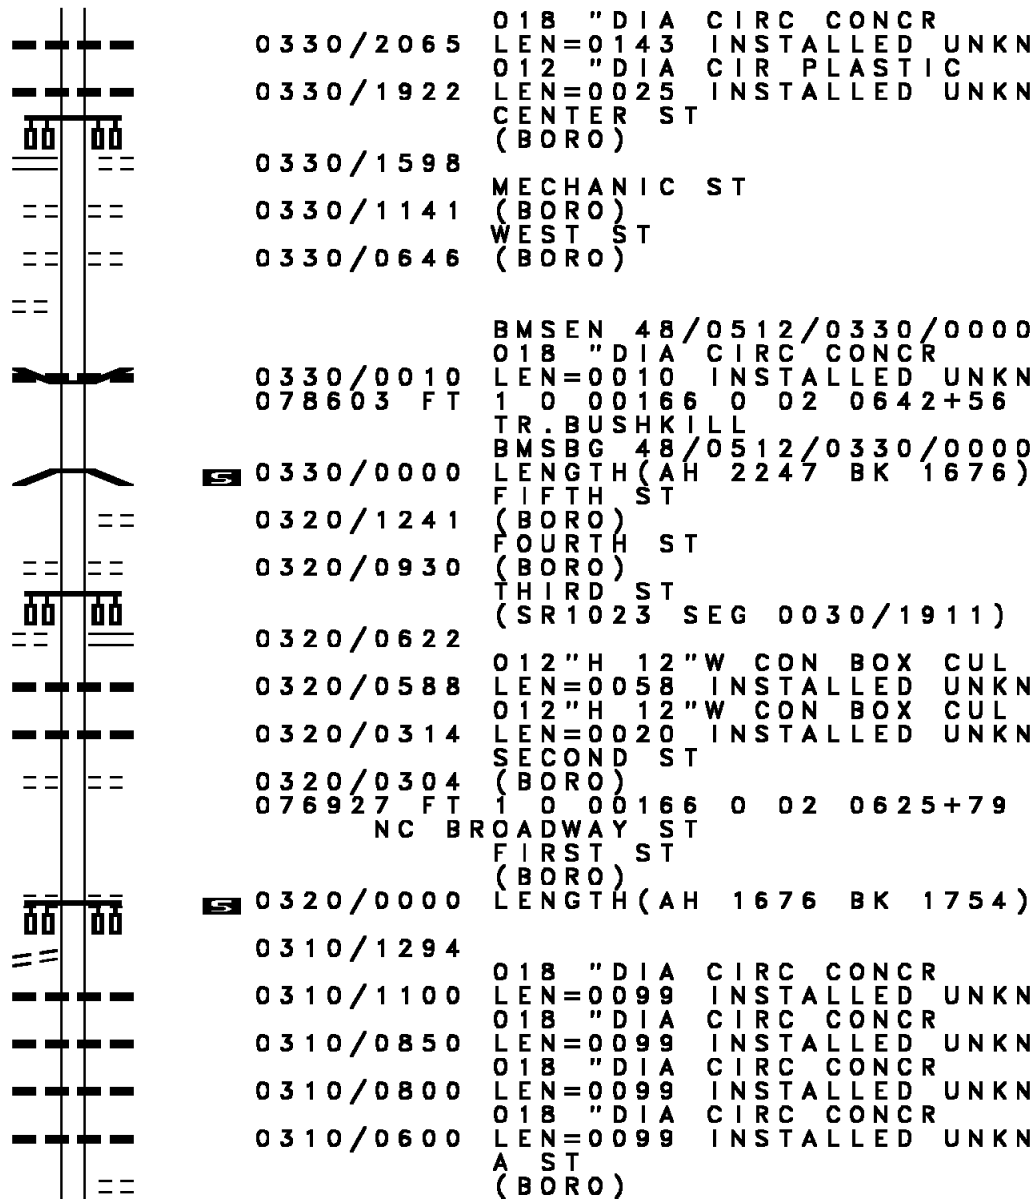 018 "DIA CIRC CONCR
0330/2065 LEN=0143 INSTALLED UNKN
012 "DIA CIR PLASTIC
0330/1922 LEN=0025 INSTALLED UNKN
CENTER ST
(BORO)
0330/1598
MECHANIC ST
0330/1141 (BORO)
WEST ST
0330/0646 (BORO)
BMSEN 48/0512/0330/0000
018 "DIA CIRC CONCR
0330/0010 LEN=0010 INSTALLED UNKN
078603 FT 1 0 00166 0 02 0642+56
TR.BUSHKILL
BMSBG 48/0512/0330/0000
S 0330/0000 LENGTH(AH 2247 BK 1676)
FIFTH ST
0320/1241 (BORO)
FOURTH ST
0320/0930 (BORO)
THIRD ST
(SR1023 SEG 0030/1911)
0320/0622
012"H 12"W CON BOX CUL
0320/0588 LEN=0058 INSTALLED UNKN
012"H 12"W CON BOX CUL
0320/0314 LEN=0020 INSTALLED UNKN
SECOND ST
0320/0304 (BORO)
076927 FT 1 0 00166 0 02 0625+79
NC BROADWAY ST
FIRST ST
(BORO)
S 0320/0000 LENGTH(AH 1676 BK 1754)
0310/1294
018 "DIA CIRC CONCR
0310/1100 LEN=0099 INSTALLED UNKN
018 "DIA CIRC CONCR
0310/0850 LEN=0099 INSTALLED UNKN
018 "DIA CIRC CONCR
0310/0800 LEN=0099 INSTALLED UNKN
018 "DIA CIRC CONCR
0310/0600 LEN=0099 INSTALLED UNKN
A ST
(BORO)